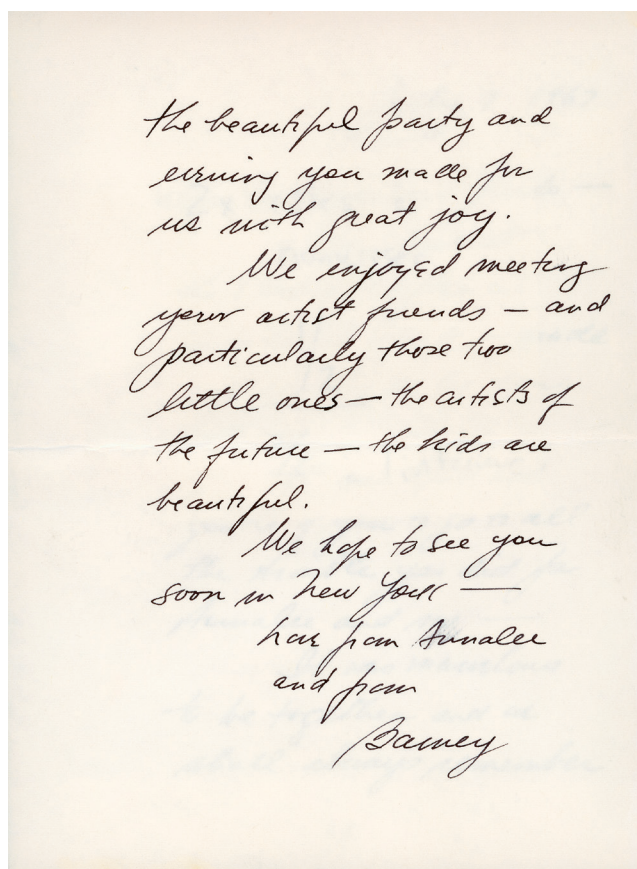 the beautiful party and
evening you made for
us with great joy.
We enjoyed meeting
your artist friends — and
particularly those two
little ones — the artists of
the future — the kids are
beautiful.
We hope to see you
soon in New York —
love from Annalee
and from
Barney